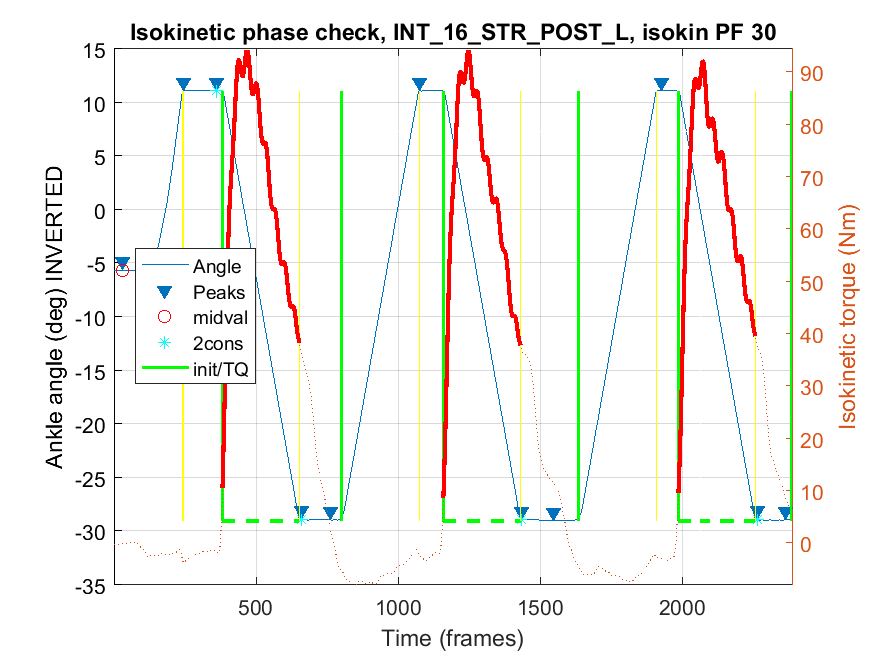 Isokinetic phase check, INT_16_STR_POST_L, isokin PF 30
15
10
5
0
-5
-10
-15
-20
-25
-30
-35
Ankle angle (deg) INVERTED
Angle
Peaks
midval
2cons
init/TQ
90
80
70
60
50
40
30
20
10
0
Isokinetic torque (Nm)
500
1000
1500
2000
Time (frames)